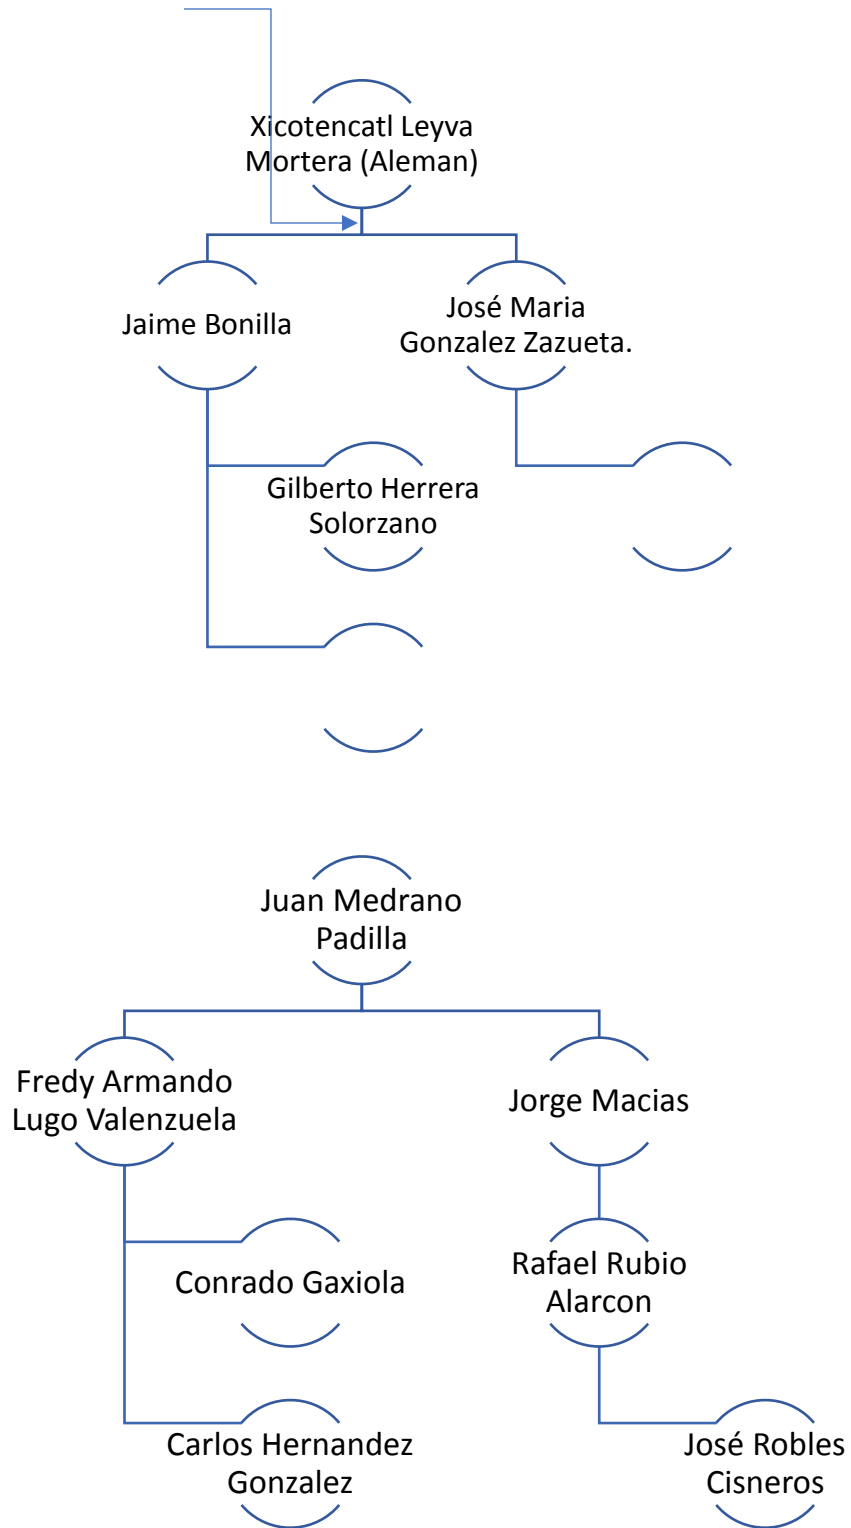 Xicotencatl Leyva
Mortera (Aleman)
Jaime Bonilla
José Maria
Gonzalez Zazueta.
Gilberto Herrera
Solorzano
Juan Medrano
Padilla
Fredy Armando
Lugo Valenzuela
Jorge Macias
Conrado Gaxiola
Rafael Rubio
Alarcon
Carlos Hernandez
Gonzalez
José Robles
Cisneros